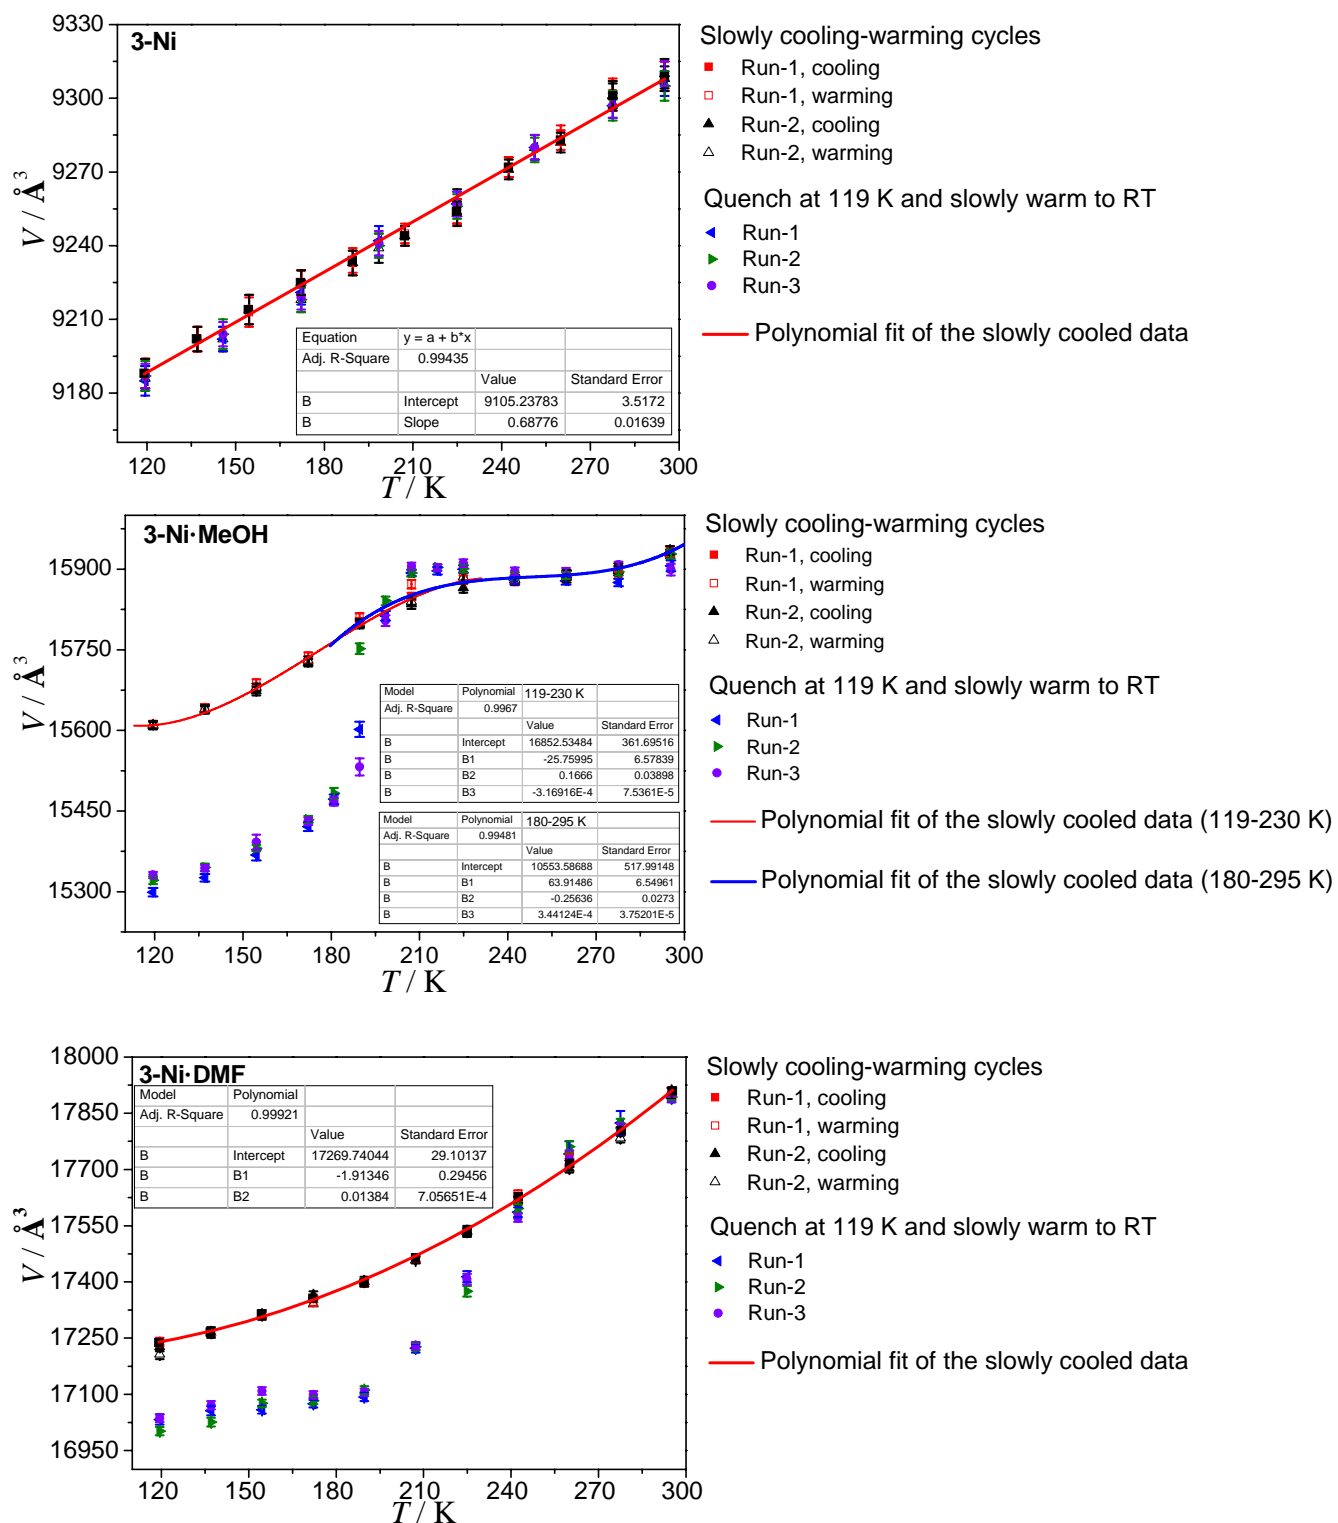 3-Ni
9330
9300
9270
9240
9210
9180
V / Å³
120 150 180 210 240 270 300
T / K
Equation y = a + b*x
Adj. R-Square 0.99435
Value Standard Error
B Intercept 9105.23783 3.5172
B Slope 0.68776 0.01639
Slowly cooling-warming cycles
Run-1, cooling
Run-1, warming
Run-2, cooling
Run-2, warming
Quench at 119 K and slowly warm to RT
Run-1
Run-2
Run-3
Polynomial fit of the slowly cooled data
3-Ni·MeOH
15900
15750
15600
15450
15300
V / Å³
120 150 180 210 240 270 300
T / K
Model Polynomial 119-230 K
Adj. R-Square 0.9967
Value Standard Error
B Intercept 16852.53484 361.69516
B B1 -25.75995 6.57839
B B2 0.1666 0.03898
B B3 -3.16916E-4 7.5361E-5
Model Polynomial 180-295 K
Adj. R-Square 0.99481
Value Standard Error
B Intercept 10553.58688 517.99148
B B1 63.91486 6.54961
B B2 -0.25636 0.0273
B B3 3.44124E-4 3.75201E-5
Slowly cooling-warming cycles
Run-1, cooling
Run-1, warming
Run-2, cooling
Run-2, warming
Quench at 119 K and slowly warm to RT
Run-1
Run-2
Run-3
Polynomial fit of the slowly cooled data (119-230 K)
Polynomial fit of the slowly cooled data (180-295 K)
3-Ni·DMF
18000
17850
17700
17550
17400
17250
17100
16950
V / Å³
120 150 180 210 240 270 300
T / K
Model Polynomial
Adj. R-Square 0.99921
Value Standard Error
B Intercept 17269.74044 29.10137
B B1 -1.91346 0.29456
B B2 0.01384 7.05651E-4
Slowly cooling-warming cycles
Run-1, cooling
Run-1, warming
Run-2, cooling
Run-2, warming
Quench at 119 K and slowly warm to RT
Run-1
Run-2
Run-3
Polynomial fit of the slowly cooled data